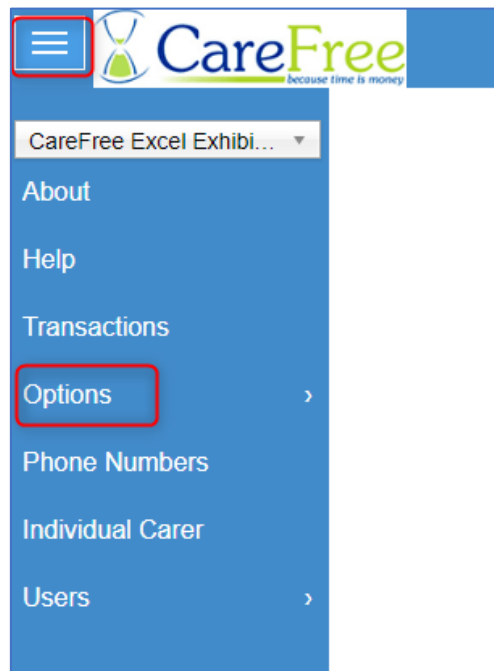 CareFree
because time is money
CareFree Excel Exhibi...
About
Help
Transactions
Options
Phone Numbers
Individual Carer
Users